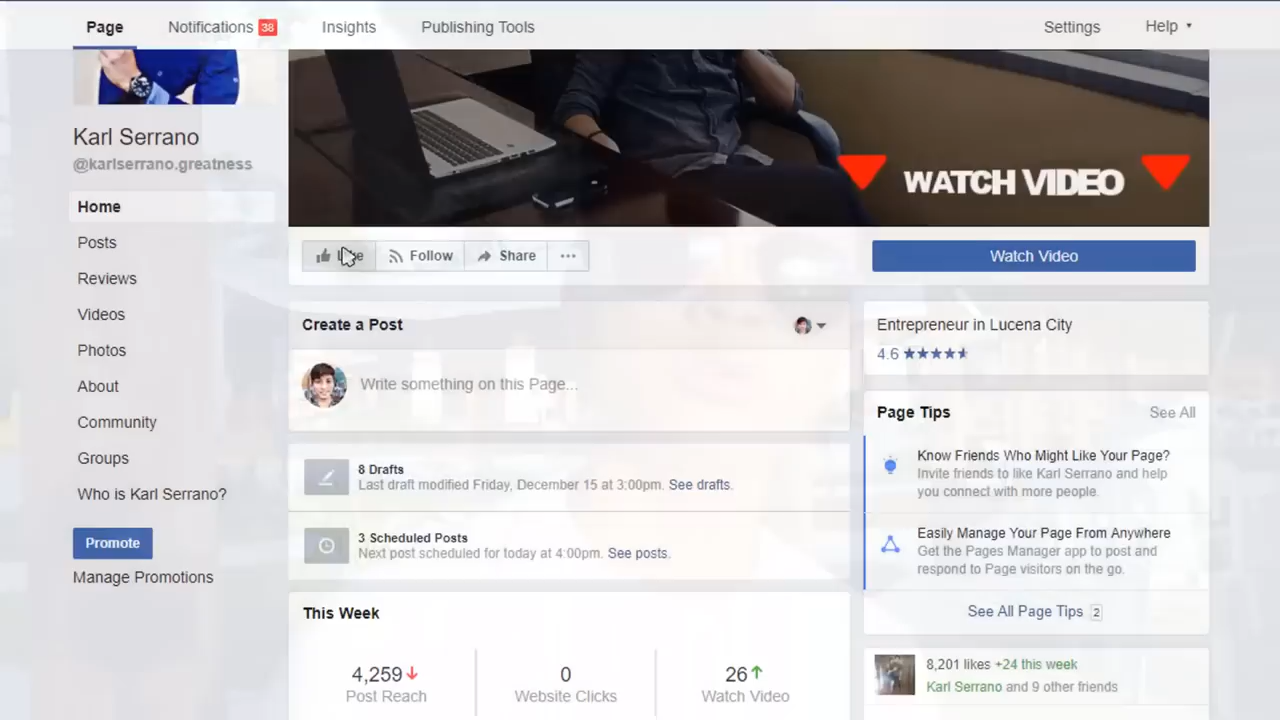 Page Notifications 38 Insights Publishing Tools Settings Help
Karl Serrano
@karlserrano.greatness
Home
Posts
Reviews
Videos
Photos
About
Community
Groups
Who is Karl Serrano?
Promote
Manage Promotions
WATCH VIDEO
Like Follow Share ...
Watch Video
Create a Post
Write something on this Page...
8 Drafts
Last draft modified Friday, December 15 at 3:00pm. See drafts.
3 Scheduled Posts
Next post scheduled for today at 4:00pm. See posts.
This Week
4,259 0 26
Post Reach Website Clicks Watch Video
Entrepreneur in Lucena City
4.6
Page Tips See All
Know Friends Who Might Like Your Page?
Invite friends to like Karl Serrano and help
you connect with more people.
Easily Manage Your Page From Anywhere
Get the Pages Manager app to post and
respond to Page visitors on the go.
See All Page Tips 2
8,201 likes +24 this week
Karl Serrano and 9 other friends